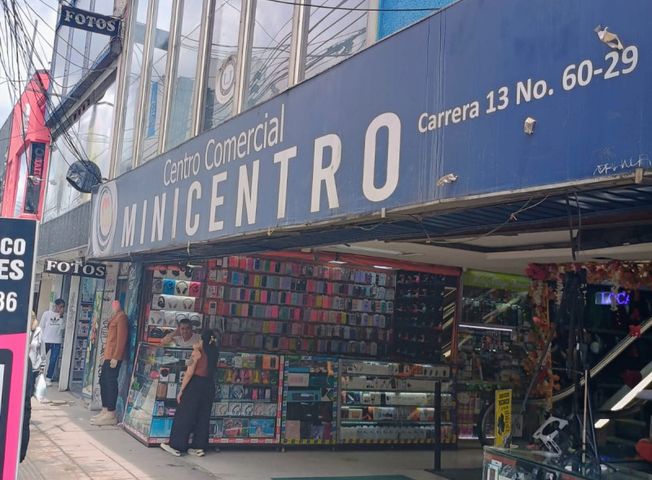 FOTOS
Centro Comercial
MINICENTRO
Carrera 13 No. 60-29
FOTOS
CO
ES
36